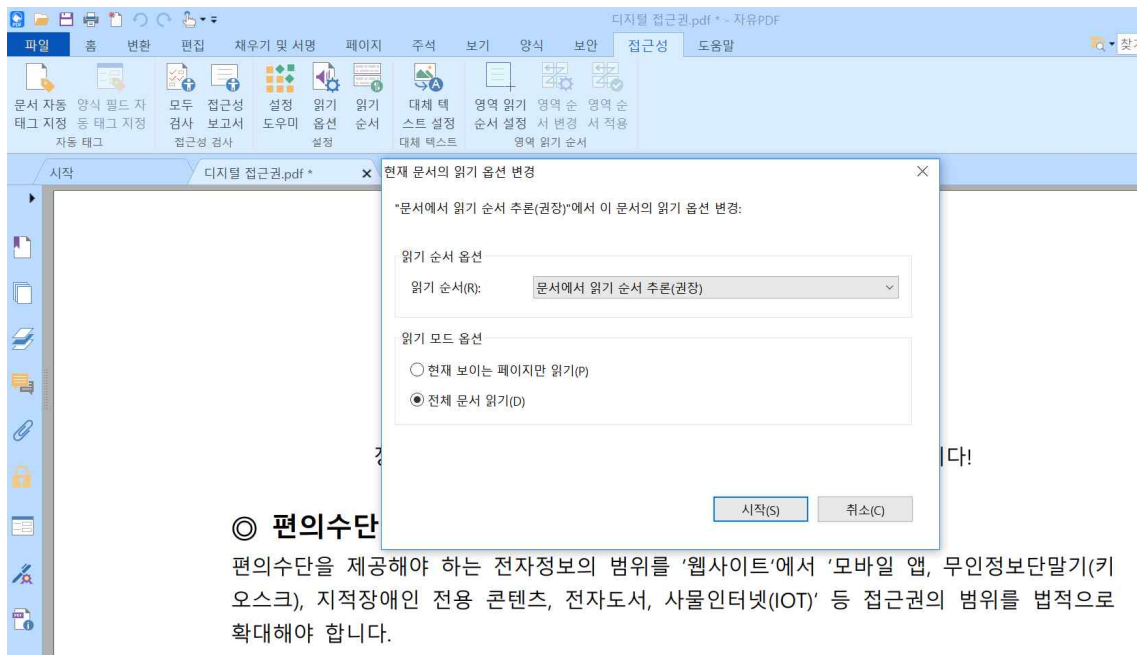 디지털 접근권.pdf * - 자유PDF
파일 홈 변환 편집 채우기 및 서명 페이지 주석 보기 양식 보안 접근성 도움말
문서 자동 양식 필드 자 모두 접근성 설정 읽기 읽기 대체 텍 영역 읽기 영역 순 영역 순
태그 지정 동 태그 지정 검사 보고서 도우미 옵션 순서 스트 설정 순서 설정 서 변경 서 적용
자동 태그 접근성 검사 설정 대체 텍스트 영역 읽기 순서
시작 디지털 접근권.pdf * x
현재 문서의 읽기 옵션 변경
"문서에서 읽기 순서 추론(권장)"에서 이 문서의 읽기 옵션 변경:
읽기 순서 옵션
읽기 순서(R): 문서에서 읽기 순서 추론(권장)
읽기 모드 옵션
현재 보이는 페이지만 읽기(P)
전체 문서 읽기(D)
시작(S) 취소(C)
다!
◎ 편의수단
편의수단을 제공해야 하는 전자정보의 범위를 '웹사이트'에서 '모바일 앱, 무인정보단말기(키
오스크), 지적장애인 전용 콘텐츠, 전자도서, 사물인터넷(IOT)' 등 접근권의 범위를 법적으로
확대해야 합니다.